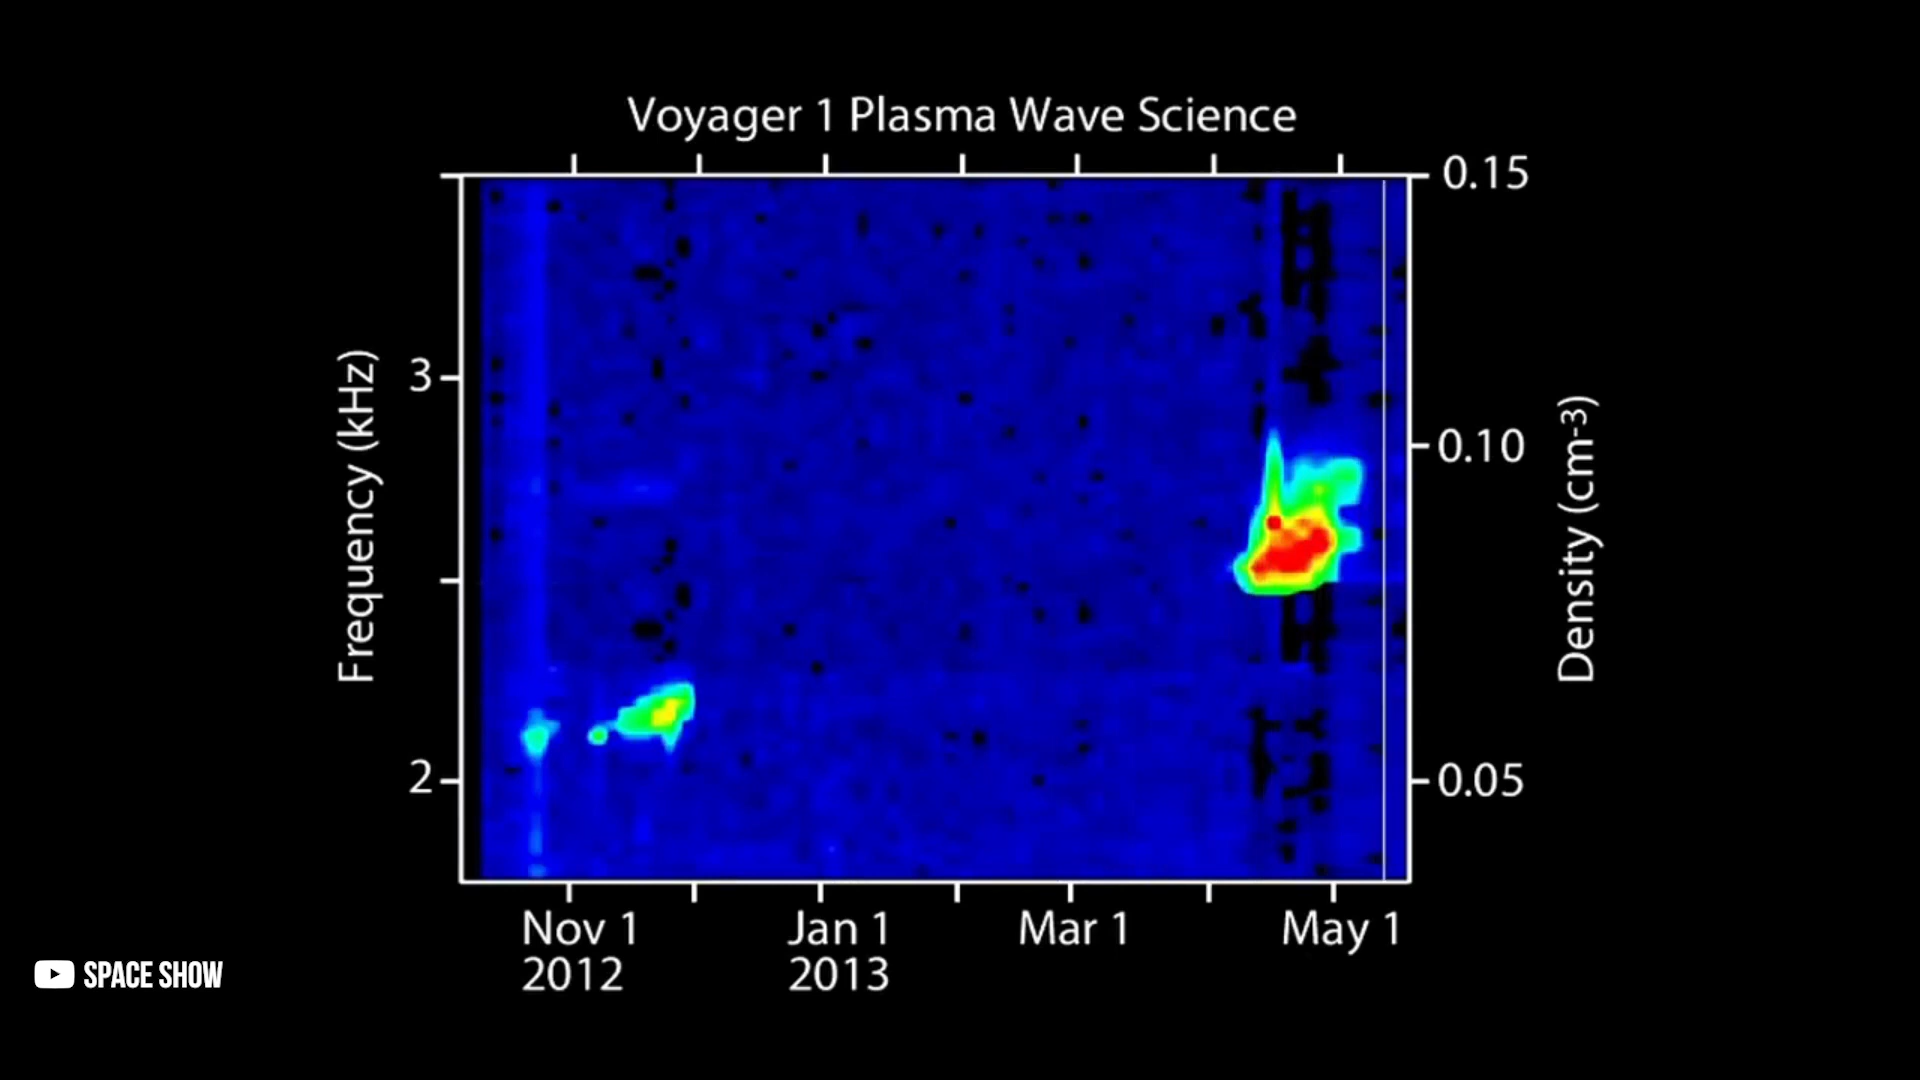 Voyager 1 Plasma Wave Science
0.15
3
0.10
Frequency (kHz)
Density (cm-3)
2
0.05
Nov 1
2012
Jan 1
2013
Mar 1
May 1
SPACE SHOW